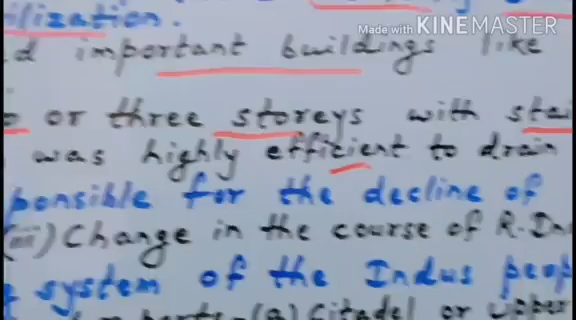 Made with KINEMASTER
ilization.
d important buildings like
or three storeys with stai
was highly efficient to drain
ponsible for the decline of
(iii) Change in the course of R. In
system of the Indus peop
parts-(a) Citadel or upper